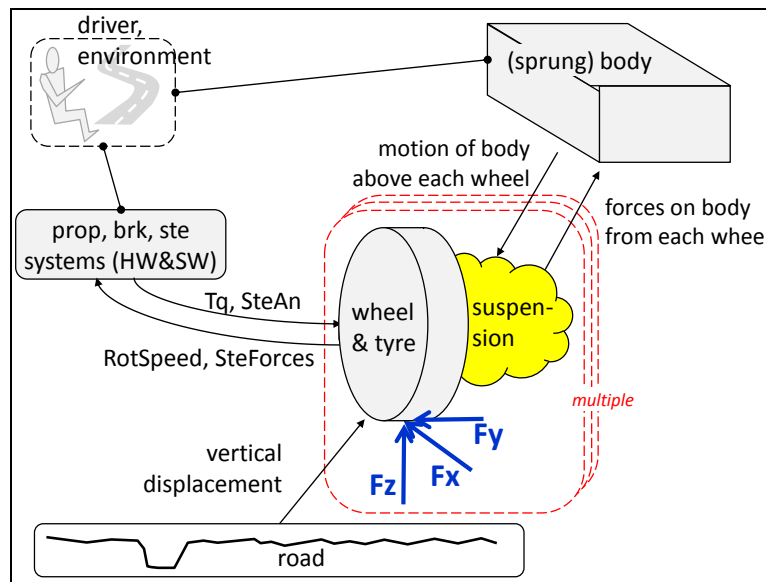 driver,
environment
(sprung) body
motion of body
above each wheel
forces on body
from each whee
prop, brk, ste
systems (HW&SW)
Tq, SteAn
wheel
& tyre
suspen-
sion
RotSpeed, SteForces
multiple
Fy
Fz
Fx
vertical
displacement
road